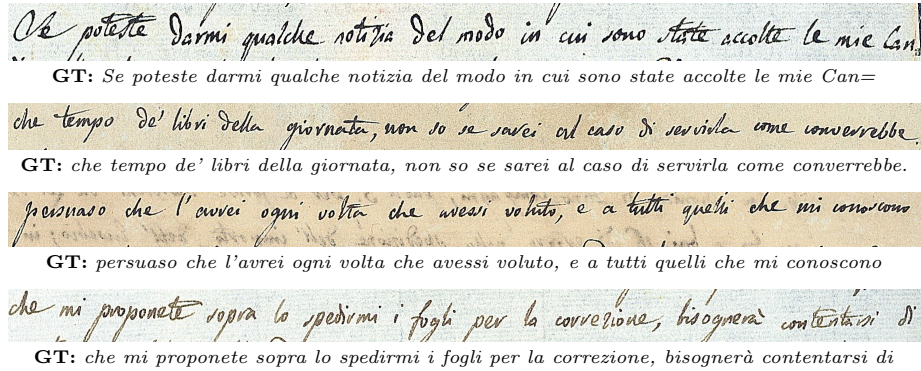 Se poteste darmi qualche notizia del modo in cui sono state accolte le mie Can=
GT: Se poteste darmi qualche notizia del modo in cui sono state accolte le mie Can=
che tempo de' libri della giornata, non so se sarei al caso di servirla come converrebbe.
GT: che tempo de' libri della giornata, non so se sarei al caso di servirla come converrebbe.
persuaso che l'avrei ogni volta che avessi voluto, e a tutti quelli che mi conoscono
GT: persuaso che l'avrei ogni volta che avessi voluto, e a tutti quelli che mi conoscono
che mi proponete sopra lo spedirmi i fogli per la correzione, bisognerà contentarsi di
GT: che mi proponete sopra lo spedirmi i fogli per la correzione, bisognerà contentarsi di